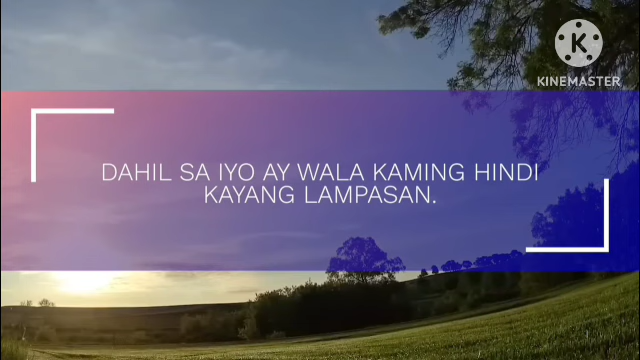 KINEMASTER
DAHIL SA IYO AY WALA KAMING HINDI
KAYANG LAMPASAN.